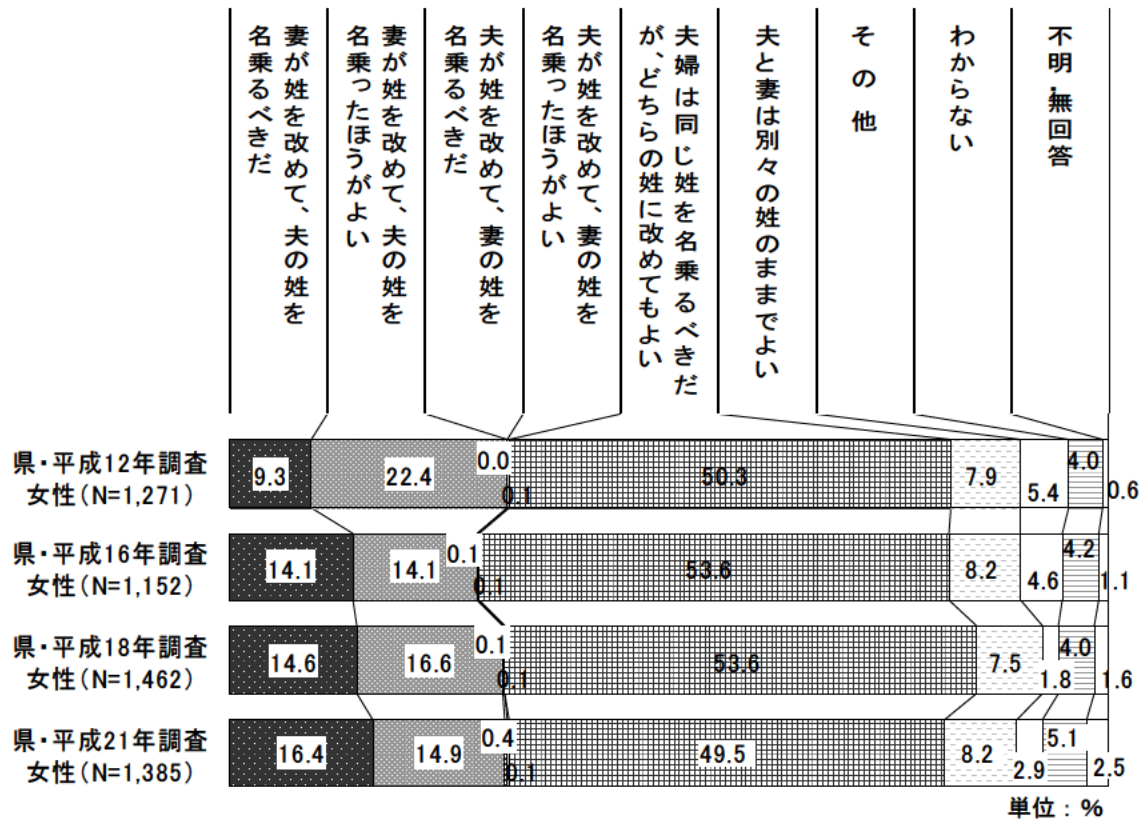 妻が姓を改めて、夫の姓を
名乗るべきだ
妻が姓を改めて、夫の姓を
名乗ったほうがよい
夫が姓を改めて、妻の姓を
名乗るべきだ
夫が姓を改めて、妻の姓を
名乗ったほうがよい
夫婦は同じ姓を名乗るべきだ
が、どちらの姓に改めてもよい
夫と妻は別々の姓のままでよい
その他
わからない
不明・無回答
県・平成12年調査
女性(N=1,271)
9.3 22.4 0.0 0.1 50.3 7.9 5.4 4.0 0.6
県・平成16年調査
女性(N=1,152)
14.1 14.1 0.1 0.1 53.6 8.2 4.6 4.2 1.1
県・平成18年調査
女性(N=1,462)
14.6 16.6 0.1 0.1 53.6 7.5 1.8 4.0 1.6
県・平成21年調査
女性(N=1,385)
16.4 14.9 0.4 0.1 49.5 8.2 2.9 5.1 2.5
単位:%